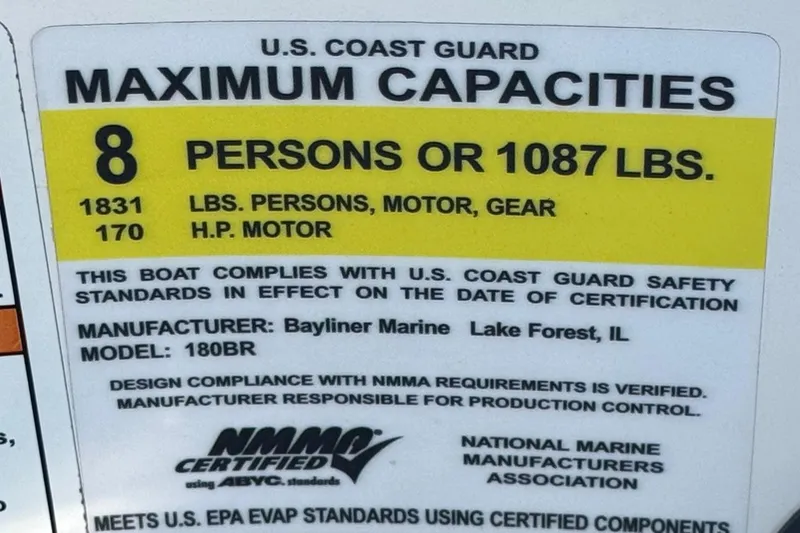 U.S. COAST GUARD
MAXIMUM CAPACITIES
8 PERSONS OR 1087 LBS.
1831 LBS. PERSONS, MOTOR, GEAR
170 H.P. MOTOR
THIS BOAT COMPLIES WITH U.S. COAST GUARD SAFETY
STANDARDS IN EFFECT ON THE DATE OF CERTIFICATION
MANUFACTURER: Bayliner Marine Lake Forest, IL
MODEL: 180BR
DESIGN COMPLIANCE WITH NMMA REQUIREMENTS IS VERIFIED.
MANUFACTURER RESPONSIBLE FOR PRODUCTION CONTROL.
NMMA
CERTIFIED
using ABYC standards
NATIONAL MARINE
MANUFACTURERS
ASSOCIATION
MEETS U.S. EPA EVAP STANDARDS USING CERTIFIED COMPONENTS